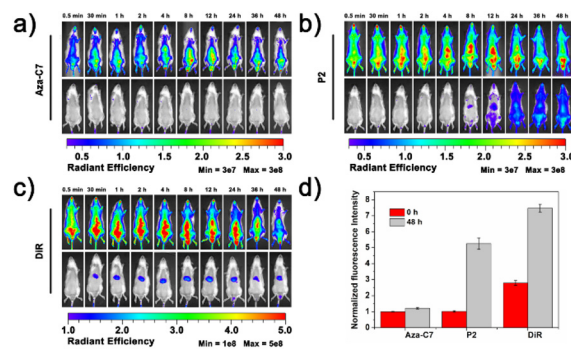 a)
0.5 min 30 min 1 h 2 h 4 h 8 h 12 h 24 h 36 h 48 h
Aza-C7
0.5 1.0 1.5 2.0 2.5 3.0
Radiant Efficiency Min = 3e7 Max = 3e8
b)
0.5 min 30 min 1 h 2 h 4 h 8 h 12 h 24 h 36 h 48 h
P2
0.5 1.0 1.5 2.0 2.5 3.0
Radiant Efficiency Min = 3e7 Max = 3e8
c)
0.5 min 30 min 1 h 2 h 4 h 8 h 12 h 24 h 36 h 48 h
DiR
1.0 2.0 3.0 4.0 5.0
Radiant Efficiency Min = 1e8 Max = 5e8
d)
Normalized fluorescence Intensity
8
7
6
5
4
3
2
1
0
0 h
48 h
Aza-C7 P2 DiR